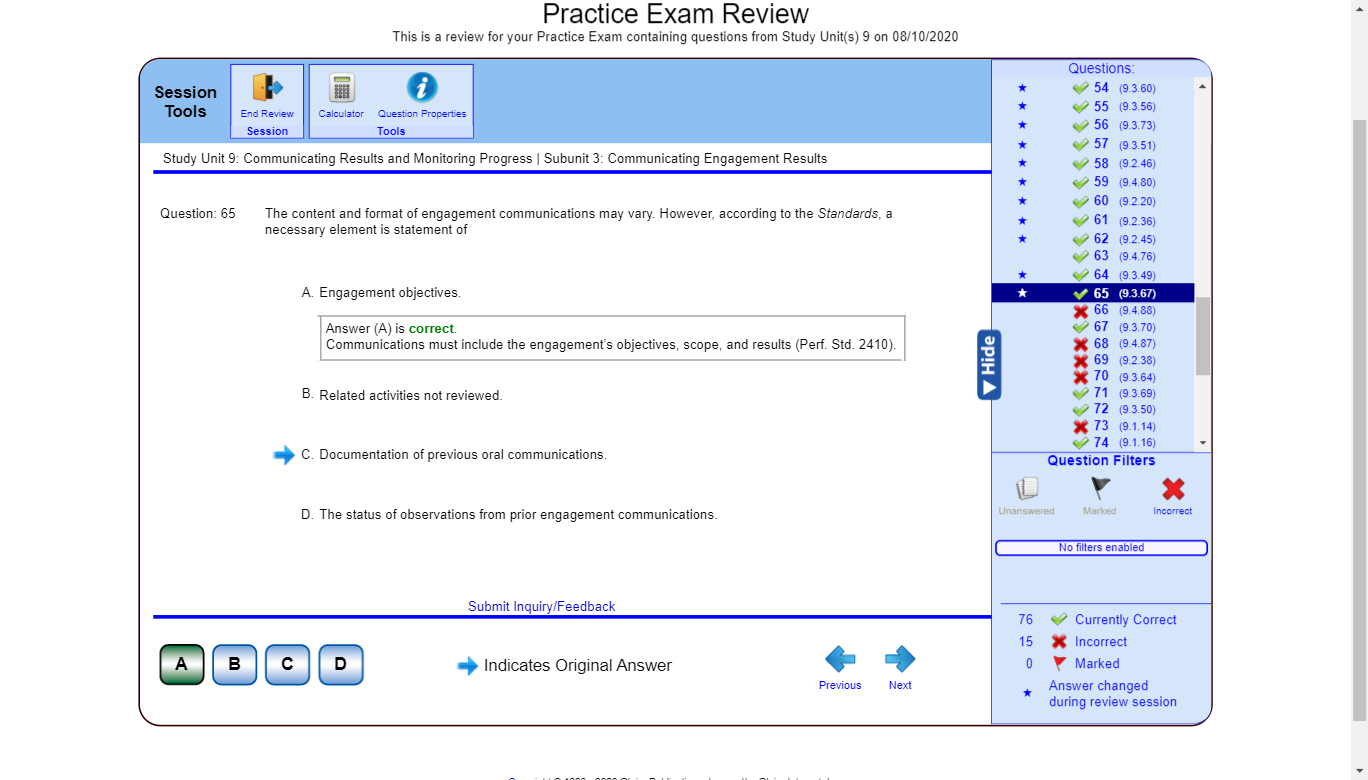 Practice Exam Review
This is a review for your Practice Exam containing questions from Study Unit(s) 9 on 08/10/2020
Session
Tools
End Review
Session
Calculator
Question Properties
Tools
Study Unit 9: Communicating Results and Monitoring Progress | Subunit 3: Communicating Engagement Results
Question: 65
The content and format of engagement communications may vary. However, according to the Standards, a
necessary element is statement of
A. Engagement objectives.
Answer (A) is correct.
Communications must include the engagement's objectives, scope, and results (Perf. Std. 2410).
B. Related activities not reviewed.
C. Documentation of previous oral communications.
D. The status of observations from prior engagement communications.
Submit Inquiry/Feedback
A
B
C
D
Indicates Original Answer
Previous
Next
Questions:
54 (9.3.60)
55 (9.3.56)
56 (9.3.73)
57 (9.3.51)
58 (9.2.46)
59 (9.4.80)
60 (9.2.20)
61 (9.2.36)
62 (9.2.45)
63 (9.4.76)
64 (9.3.49)
65 (9.3.67)
66 (9.4.88)
67 (9.3.70)
68 (9.4.87)
69 (9.2.38)
70 (9.3.64)
71 (9.3.69)
72 (9.3.50)
73 (9.1.14)
74 (9.1.16)
Hide
Question Filters
Unanswered
Marked
Incorrect
No filters enabled
76 Currently Correct
15 Incorrect
0 Marked
Answer changed
during review session